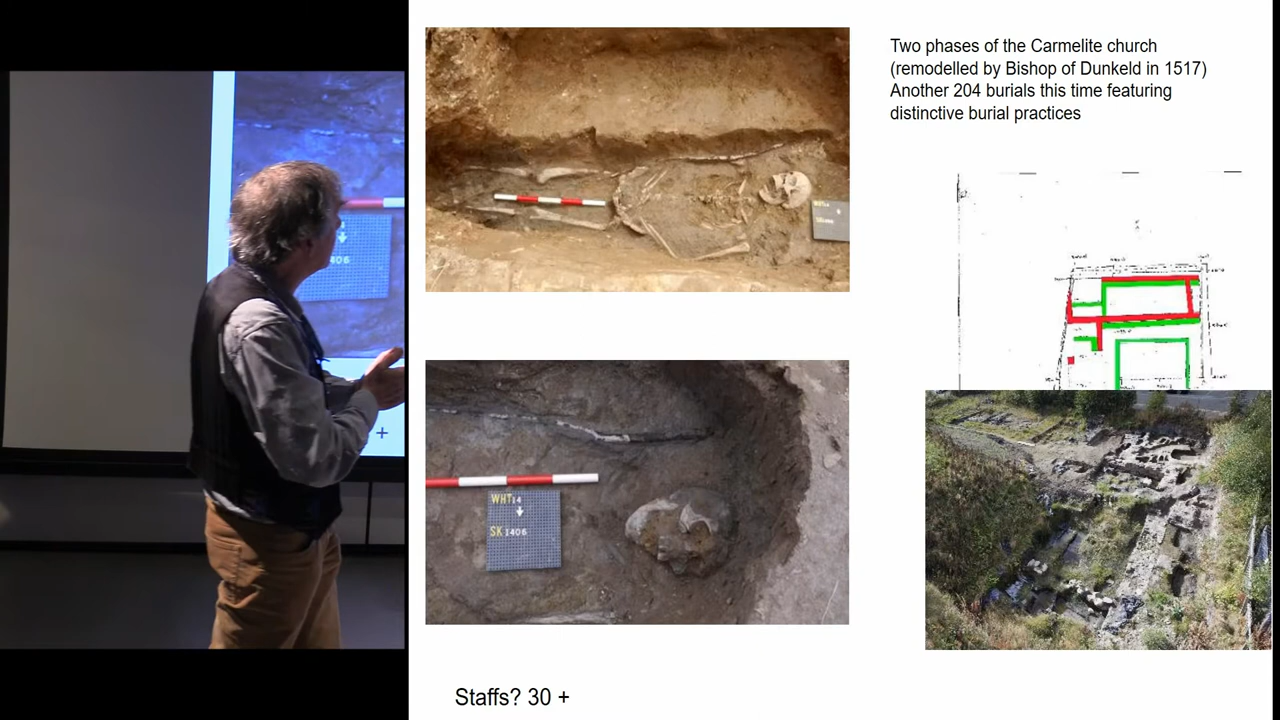 Two phases of the Carmelite church
(remodelled by Bishop of Dunkeld in 1517)
Another 204 burials this time featuring
distinctive burial practices
WHT14
SK 1406
406
Staffs? 30 +